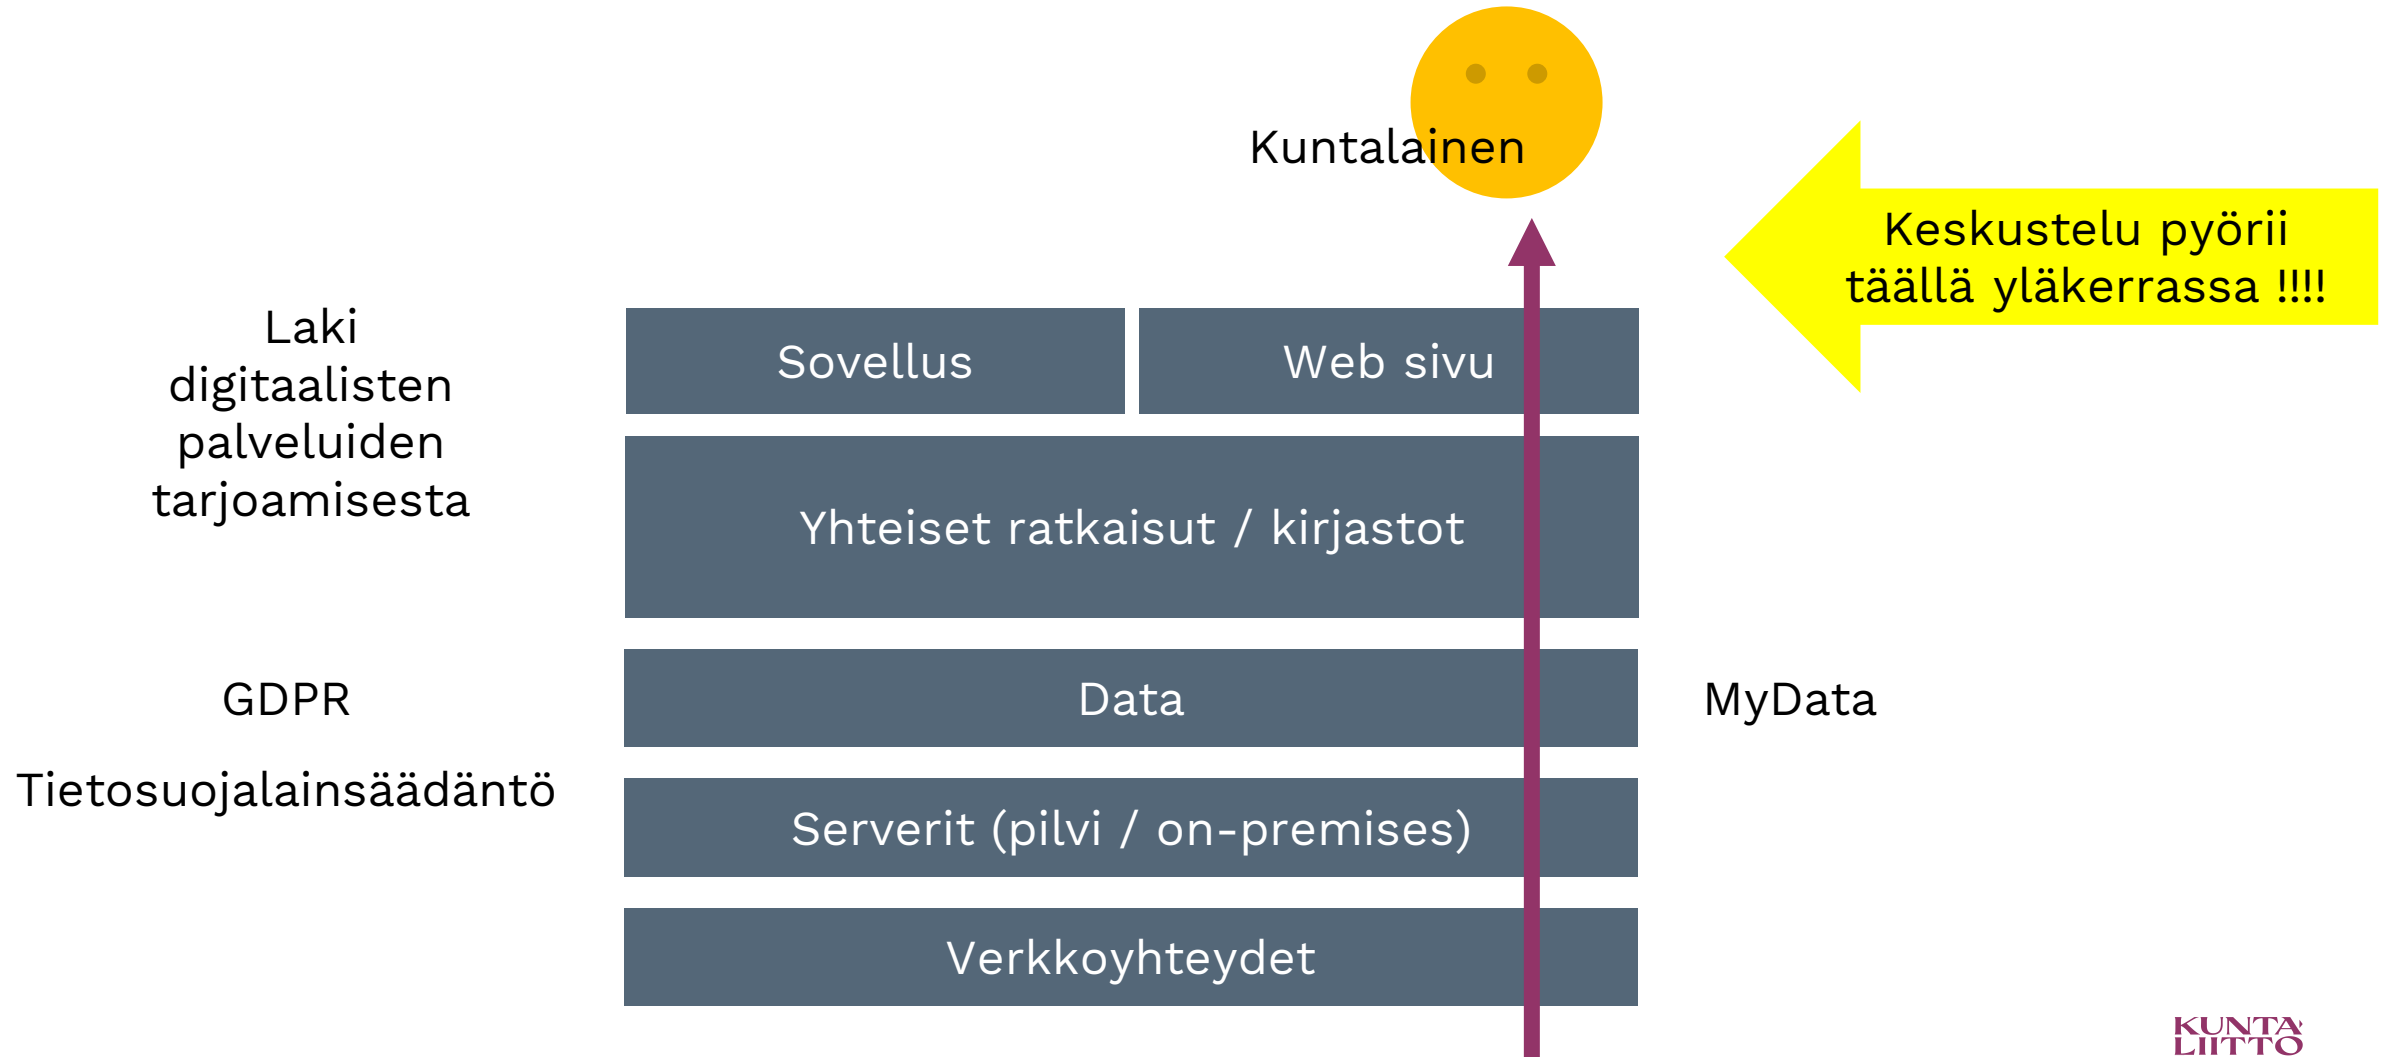 Kuntalainen
Keskustelu pyörii
täällä yläkerrassa !!!!
Laki
digitaalisten
palveluiden
tarjoamisesta
Sovellus
Web sivu
Yhteiset ratkaisut / kirjastot
GDPR
Data
MyData
Tietosuojalainsäädäntö
Serverit (pilvi / on-premises)
Verkkoyhteydet
KUNTA
LIITTO